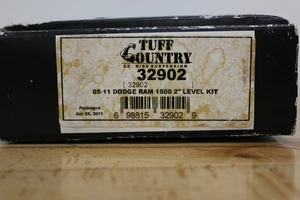 TUFF
COUNTRY
EZ-RIDE SUSPENSION
32902
( 32902 )
05-11 DODGE RAM 1500 2" LEVEL KIT
Packaged
Jun 28, 2011
6 98815 32902 9